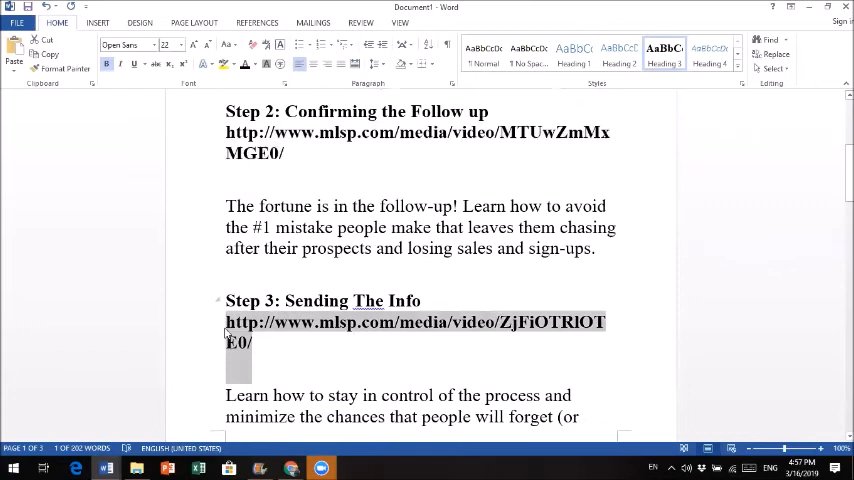 Document1 - Word
FILE HOME INSERT DESIGN PAGE LAYOUT REFERENCES MAILINGS REVIEW VIEW Sign in
Cut
Copy
Format Painter
Paste
Open Sans 22
AaBbCcDc AaBbCcDc AaBbCc AaBbCcDc AaBbCc AaBbCcDc
¶ Normal ¶ No Spac... Heading 1 Heading 2 Heading 3 Heading 4
Find
Replace
Select
Clipboard Font Paragraph Styles Editing
Step 2: Confirming the Follow up
http://www.mlsp.com/media/video/MTUwZmMx
MGE0/
The fortune is in the follow-up! Learn how to avoid
the #1 mistake people make that leaves them chasing
after their prospects and losing sales and sign-ups.
Step 3: Sending The Info
http://www.mlsp.com/media/video/ZjFiOTRlOT
E0/
Learn how to stay in control of the process and
minimize the chances that people will forget (or
PAGE 1 OF 3 1 OF 202 WORDS ENGLISH (UNITED STATES) 100%
EN ENG 4:57 PM
3/16/2019